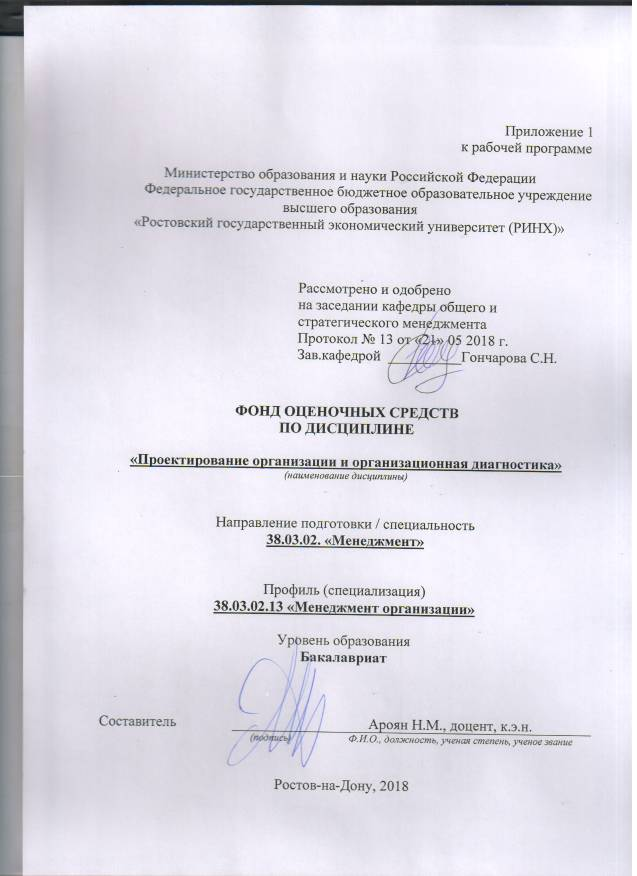 Приложение 1
к рабочей программе
Министерство образования и науки Российской Федерации
Федеральное государственное бюджетное образовательное учреждение
высшего образования
«Ростовский государственный экономический университет (РИНХ)»
Рассмотрено и одобрено
на заседании кафедры общего и
стратегического менеджмента
Протокол № 13 от «21» 05 2018 г.
Зав.кафедрой __________Гончарова С.Н.
ФОНД ОЦЕНОЧНЫХ СРЕДСТВ
ПО ДИСЦИПЛИНЕ
«Проектирование организации и организационная диагностика»
(наименование дисциплины)
Направление подготовки / специальность
38.03.02. «Менеджмент»
Профиль (специализация)
38.03.02.13 «Менеджмент организации»
Уровень образования
Бакалавриат
Составитель Ароян Н.М., доцент, к.э.н.
(подпись) Ф.И.О., должность, ученая степень, ученое звание
Ростов-на-Дону, 2018